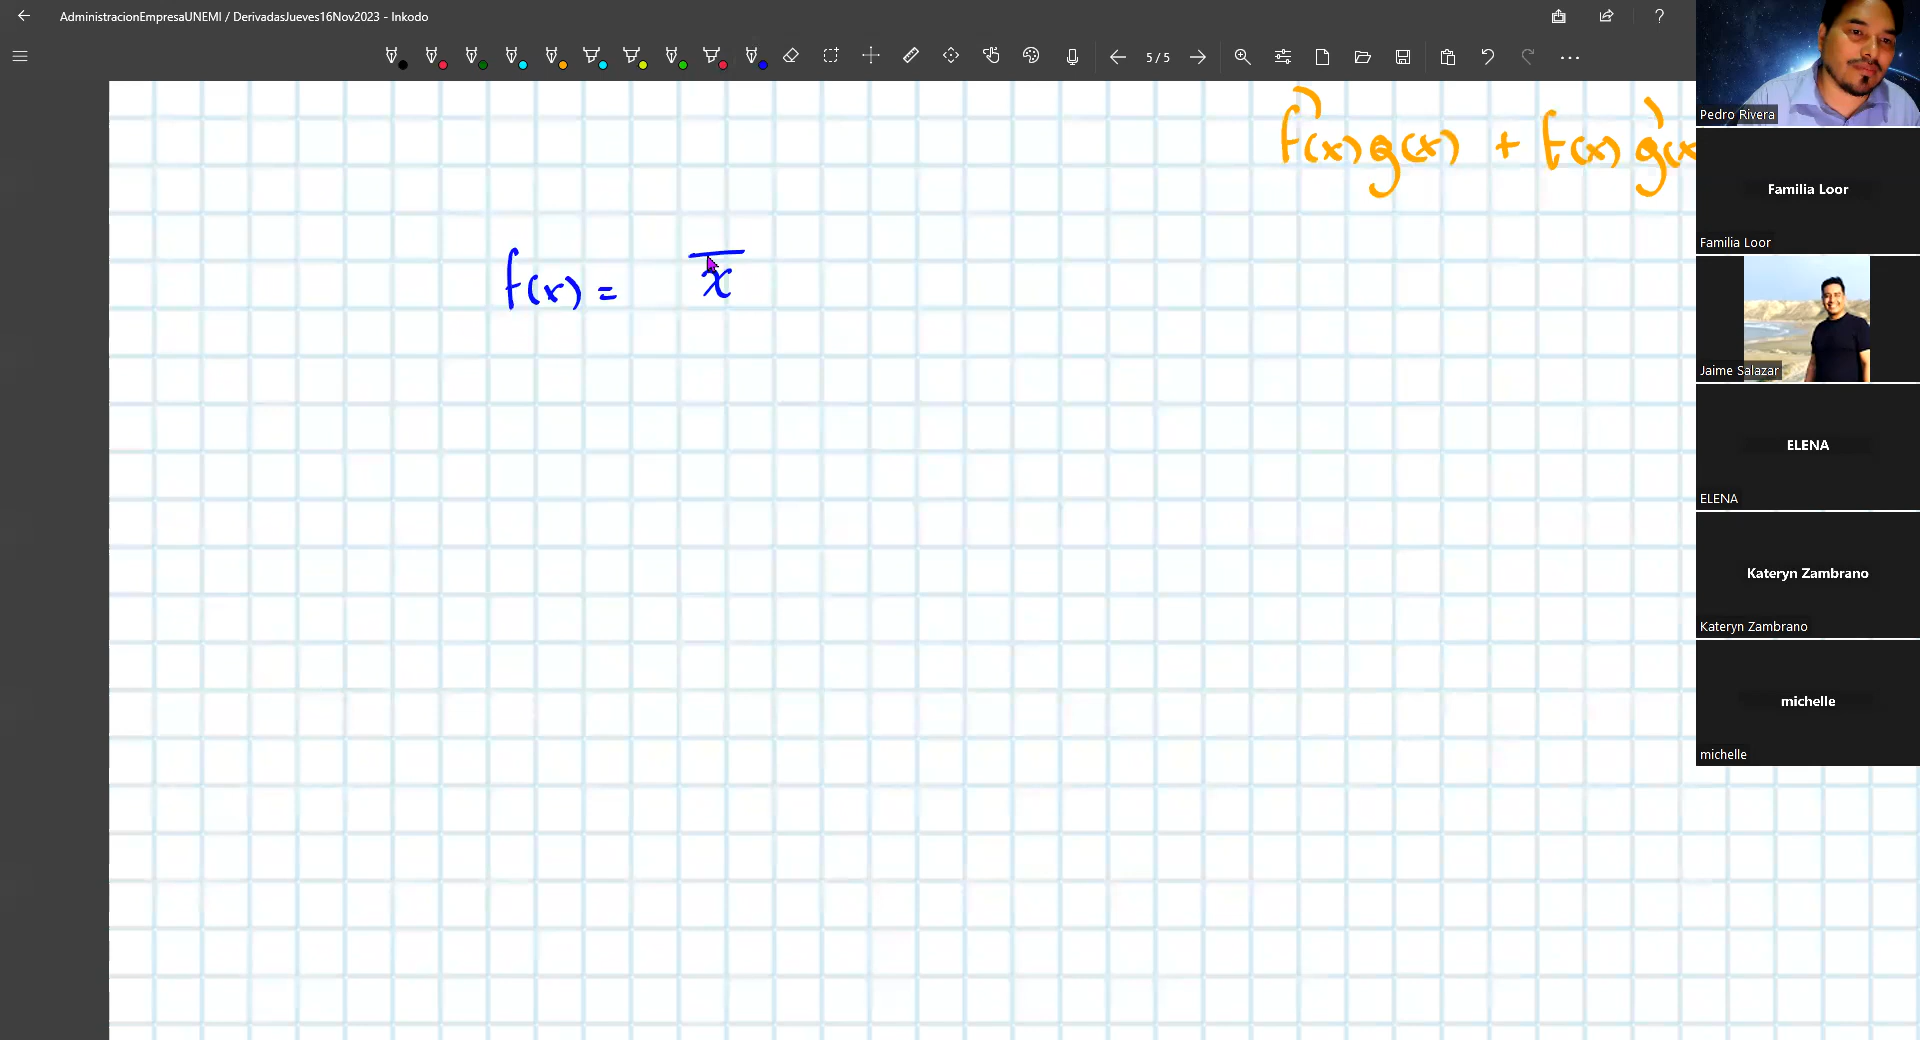 AdministracionEmpresaUNEMI / DerivadasJueves16Nov2023 - Inkodo
?
5 / 5
Pedro Rivera
f'(x)g(x) + f(x)g'(x
Familia Loor
Familia Loor
f(x) = x
Jaime Salazar
ELENA
ELENA
Kateryn Zambrano
Kateryn Zambrano
michelle
michelle